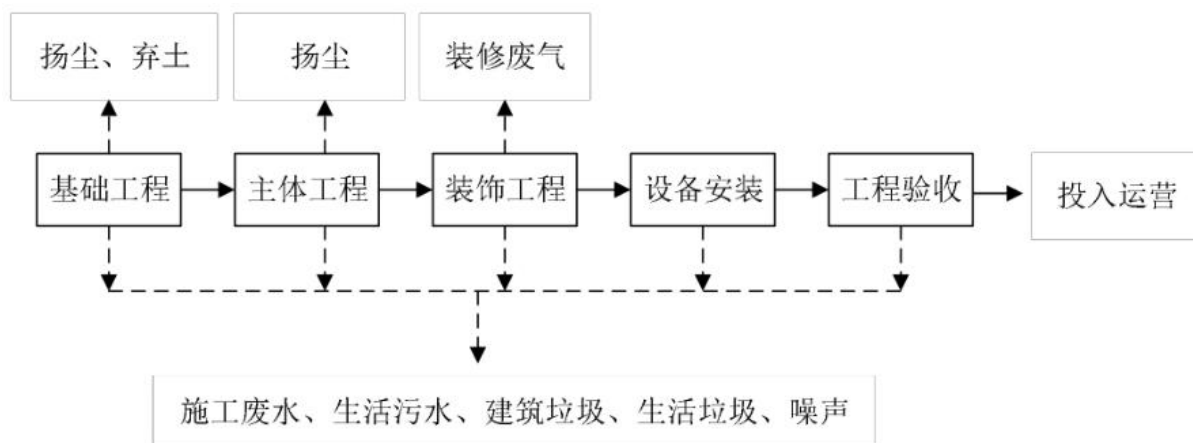 扬尘、弃土
扬尘
装修废气
基础工程
主体工程
装饰工程
设备安装
工程验收
投入运营
施工废水、生活污水、建筑垃圾、生活垃圾、噪声